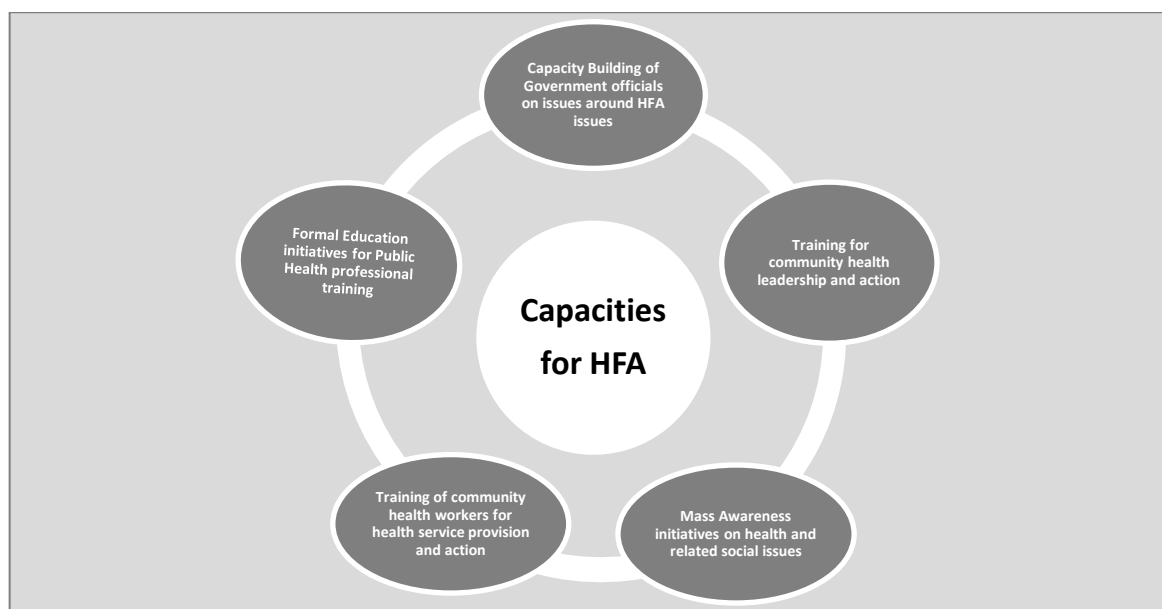 Capacity Building of
Government officials
on issues around HFA
issues
Training for
community health
leadership and action
Mass Awareness
initiatives on health and
related social issues
Training of community
health workers for
health service provision
and action
Formal Education
initiatives for Public
Health professional
training
Capacities
for HFA